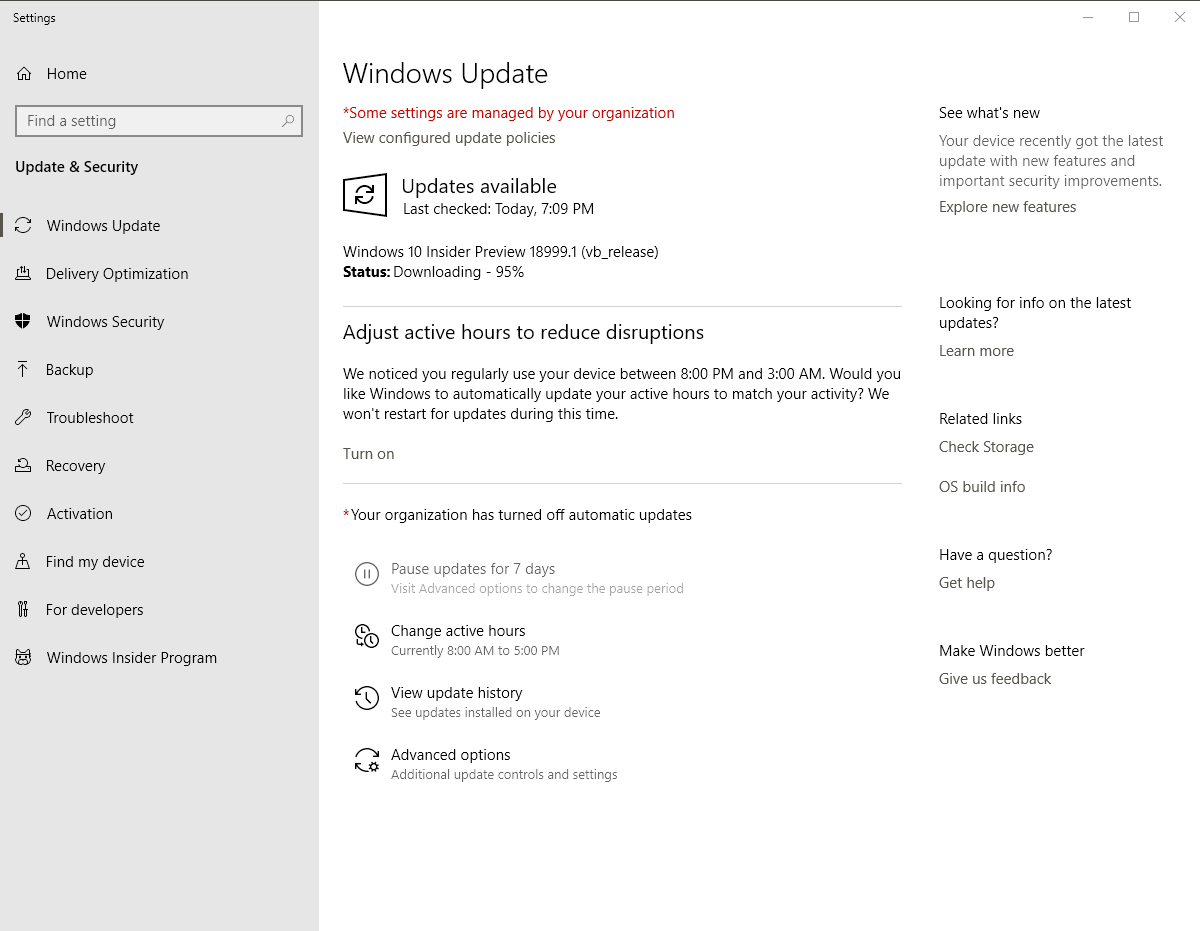 Settings
Home
Find a setting
Update & Security
Windows Update
Delivery Optimization
Windows Security
Backup
Troubleshoot
Recovery
Activation
Find my device
For developers
Windows Insider Program
Windows Update
*Some settings are managed by your organization
View configured update policies
Updates available
Last checked: Today, 7:09 PM
Windows 10 Insider Preview 18999.1 (vb_release)
Status: Downloading - 95%
Adjust active hours to reduce disruptions
We noticed you regularly use your device between 8:00 PM and 3:00 AM. Would you
like Windows to automatically update your active hours to match your activity? We
won't restart for updates during this time.
Turn on
*Your organization has turned off automatic updates
Pause updates for 7 days
Visit Advanced options to change the pause period
Change active hours
Currently 8:00 AM to 5:00 PM
View update history
See updates installed on your device
Advanced options
Additional update controls and settings
See what's new
Your device recently got the latest
update with new features and
important security improvements.
Explore new features
Looking for info on the latest
updates?
Learn more
Related links
Check Storage
OS build info
Have a question?
Get help
Make Windows better
Give us feedback